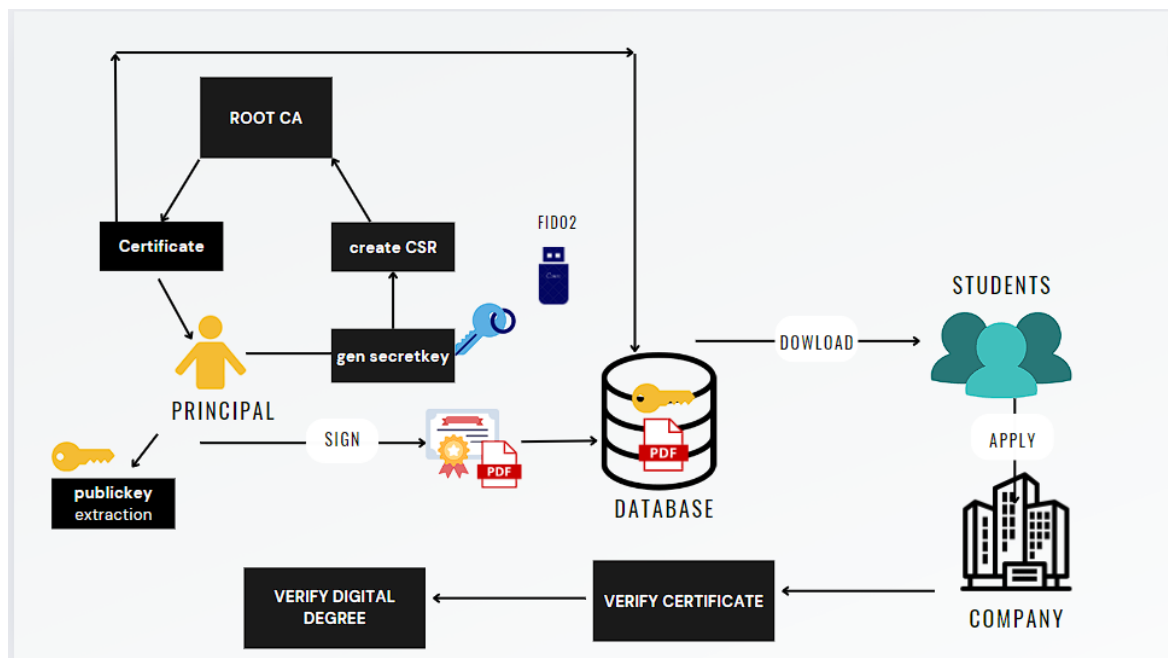 ROOT CA
Certificate
create CSR
FIDO2
gen secretkey
STUDENTS
DOWLOAD
PRINCIPAL
SIGN
PDF
PDF
DATABASE
APPLY
publickey
extraction
VERIFY DIGITAL
DEGREE
VERIFY CERTIFICATE
COMPANY